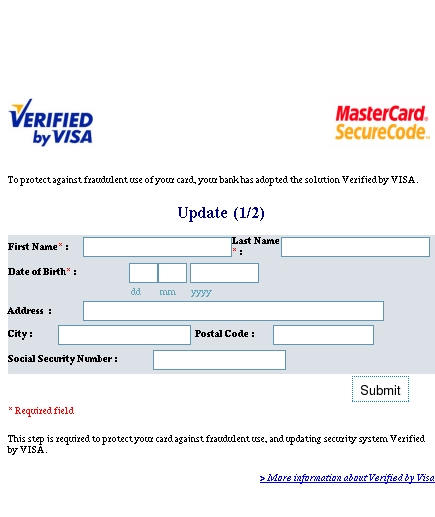 VERIFIED
by VISA
MasterCard.
SecureCode.
To protect against fraudulent use of your card, your bank has adopted the solution Verified by VISA.
Update (1/2)
First Name* :
Last Name
* :
Date of Birth* :
dd mm yyyy
Address :
City : Postal Code :
Social Security Number :
Submit
* Required field
This step is required to protect your card against fraudulent use, and updating security system Verified
by VISA.
> More information about Verified by Visa